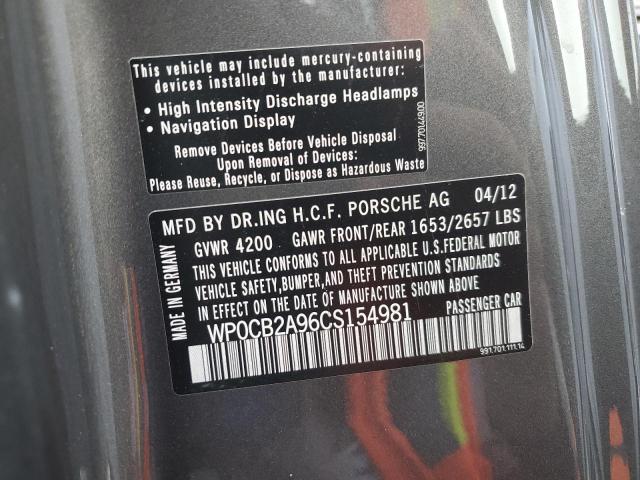 This vehicle may include mercury-containing
devices installed by the manufacturer:
• High Intensity Discharge Headlamps
• Navigation Display
Remove Devices Before Vehicle Disposal
Upon Removal of Devices:
Please Reuse, Recycle, or Dispose as Hazardous Waste
997.701.449.00
MADE IN GERMANY
MFD BY DR.ING H.C.F. PORSCHE AG 04/12
GVWR 4200 GAWR FRONT/REAR 1653/2657 LBS
THIS VEHICLE CONFORMS TO ALL APPLICABLE U.S.FEDERAL MOTOR
VEHICLE SAFETY,BUMPER,AND THEFT PREVENTION STANDARDS
IN EFFECT ON THE DATE OF MANUFACTURE SHOWN ABOVE.
WP0CB2A96CS154981 PASSENGER CAR
991.701.111.14